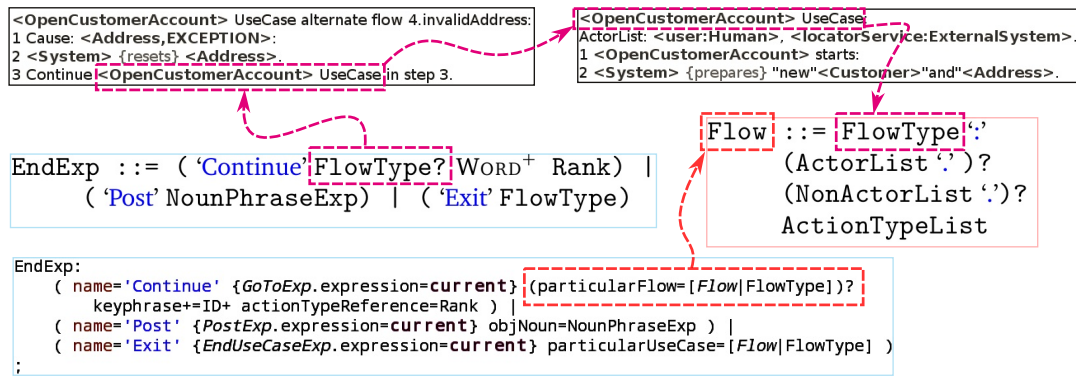 <OpenCustomerAccount> UseCase alternate flow 4.invalidAddress:
1 Cause: <Address,EXCEPTION>:
2 <System> {resets} <Address>.
3 Continue <OpenCustomerAccount> UseCase in step 3.
<OpenCustomerAccount> UseCase:
ActorList: <user:Human>, <locatorService:ExternalSystem>.
1 <OpenCustomerAccount> starts:
2 <System> {prepares} "new"<Customer>"and"<Address>.
EndExp ::= ( ‘Continue’ FlowType? WORD+ Rank) |
( ‘Post’ NounPhraseExp) | ( ‘Exit’ FlowType)
Flow ::= FlowType ‘:’
(ActorList ‘.’ )?
(NonActorList ‘.’)?
ActionTypeList
EndExp:
( name='Continue' {GoToExp.expression=current} (particularFlow=[Flow|FlowType])?
keyphrase+=ID+ actionTypeReference=Rank ) |
( name='Post' {PostExp.expression=current} objNoun=NounPhraseExp ) |
( name='Exit' {EndUseCaseExp.expression=current} particularUseCase=[Flow|FlowType] )
;